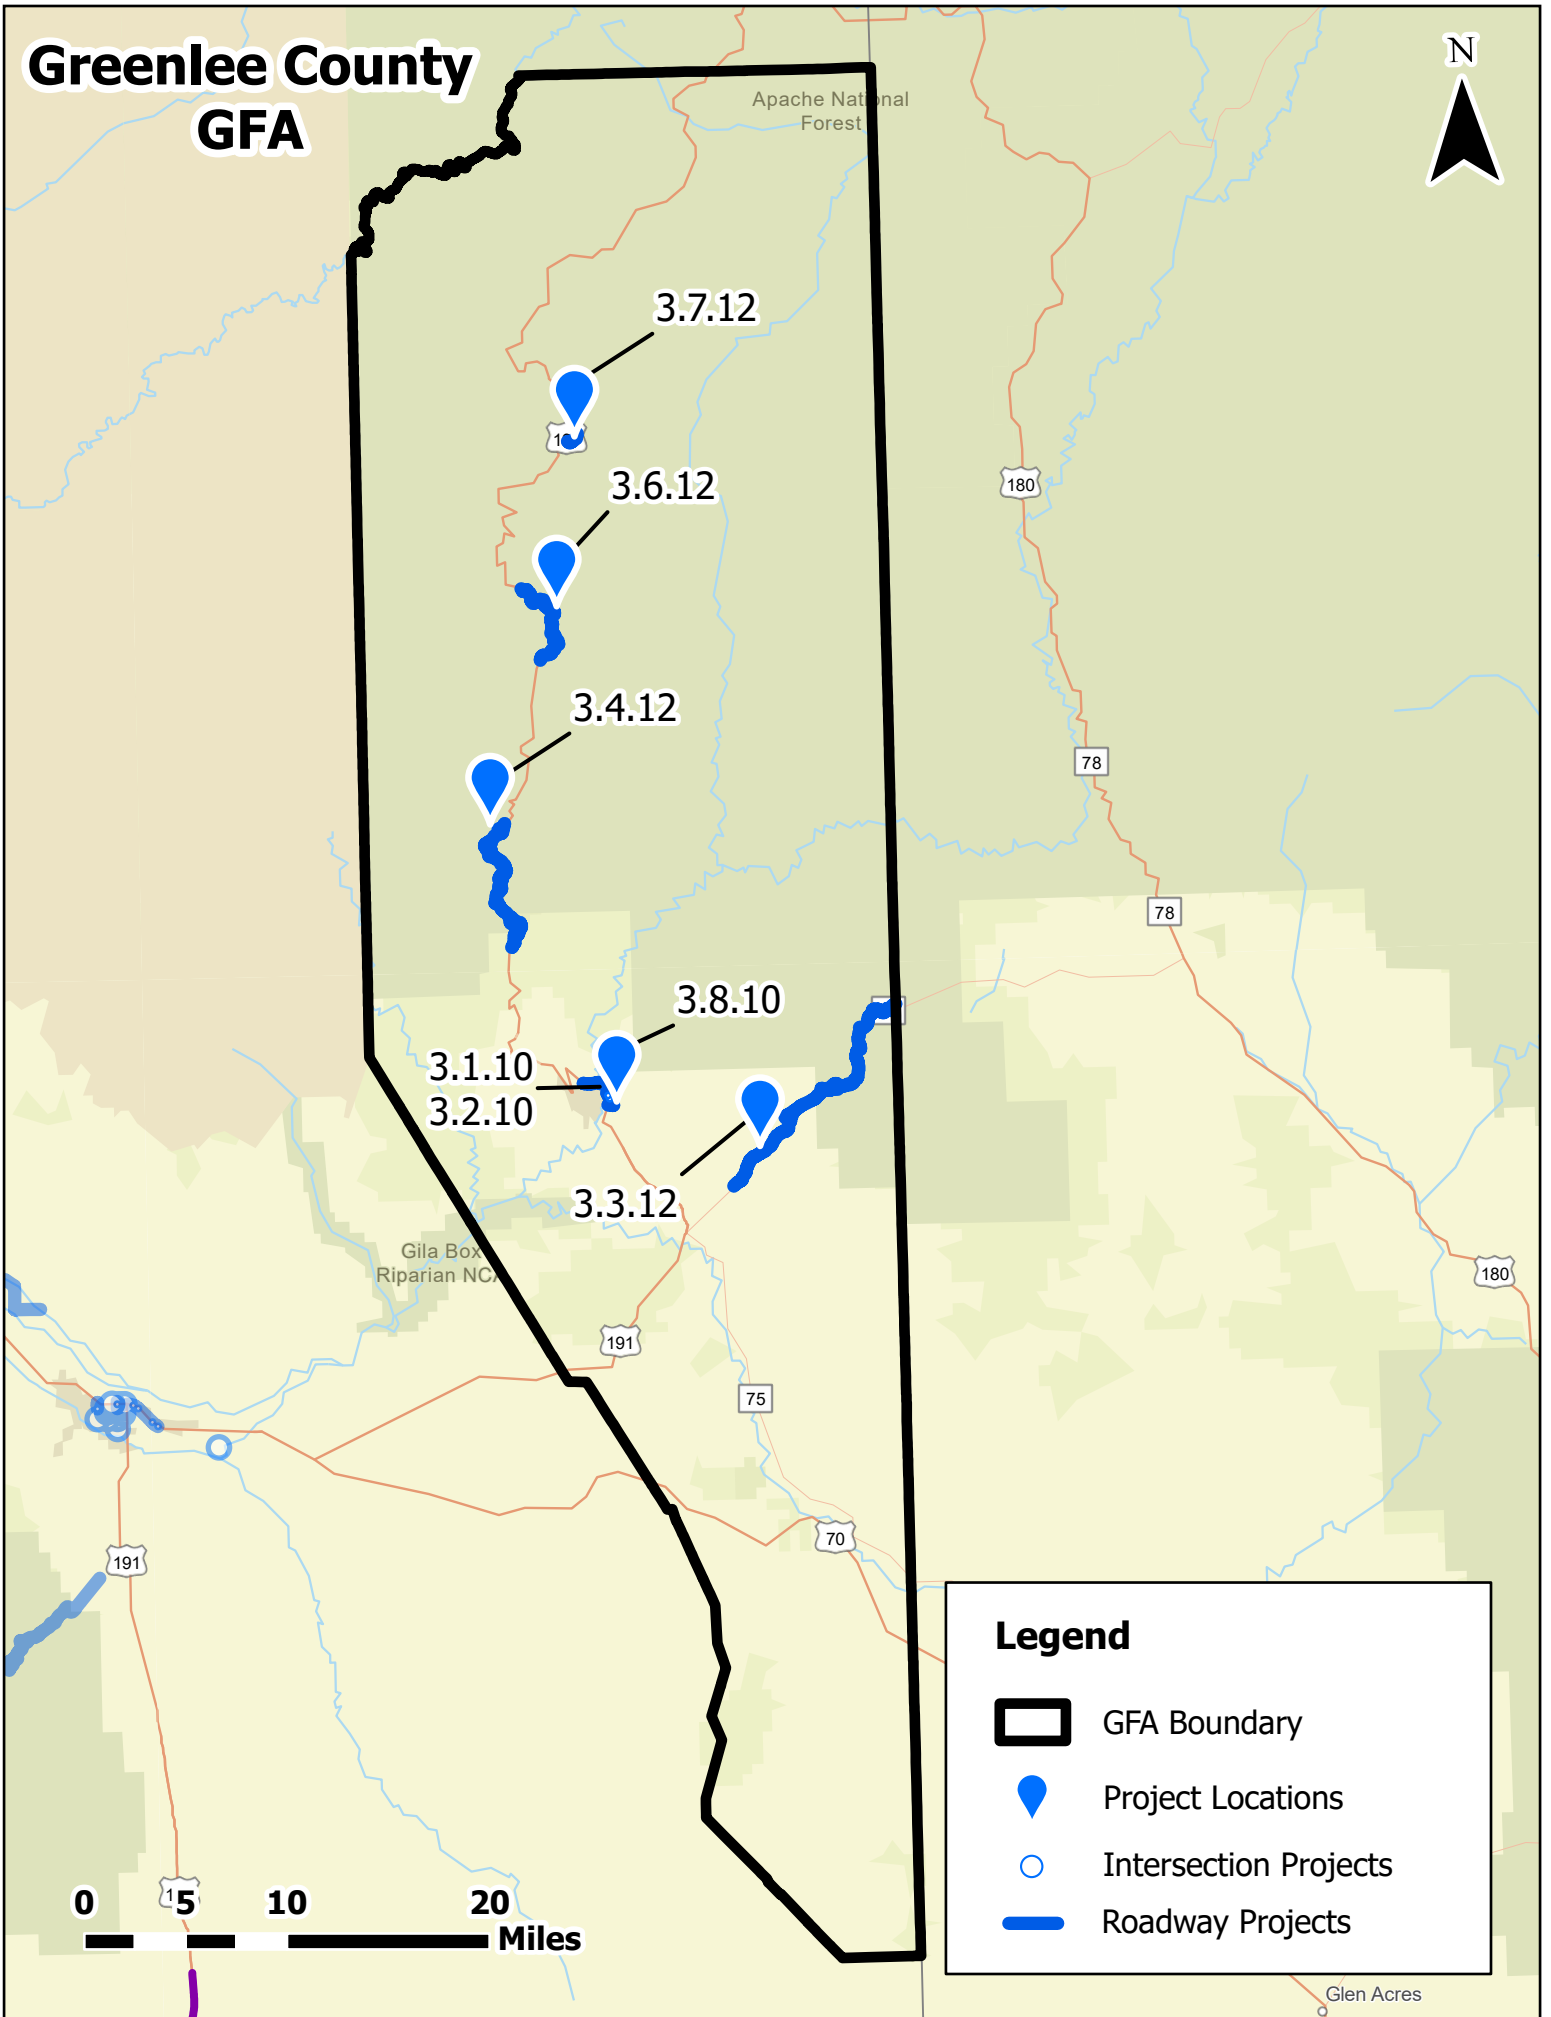 Greenlee County
GFA
N
Apache National
Forest
3.7.12
3.6.12
180
3.4.12
78
78
3.8.10
3.1.10
3.2.10
3.3.12
Gila Box
Riparian NCA
180
191
75
70
191
Legend
GFA Boundary
Project Locations
Intersection Projects
Roadway Projects
0 5 10 20
Miles
Glen Acres